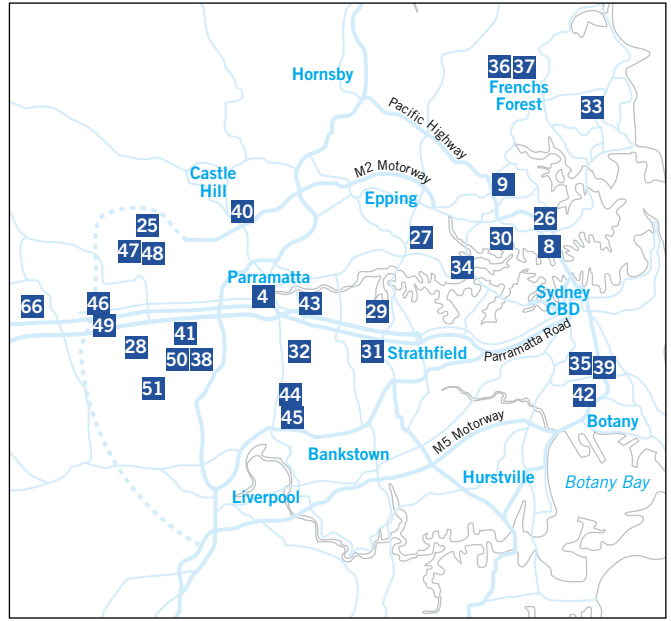 Hornsby
36 37
Frenchs
Forest
33
Pacific Highway
M2 Motorway
Castle
Hill
9
Epping
40
26
25
27
30
8
47 48
34
Parramatta
66
46
4
43
29
Sydney
CBD
49
41
28
32
31
Strathfield
Parramatta Road
50 38
35 39
51
44
42
45
Botany
M5 Motorway
Bankstown
Hurstville
Botany Bay
Liverpool